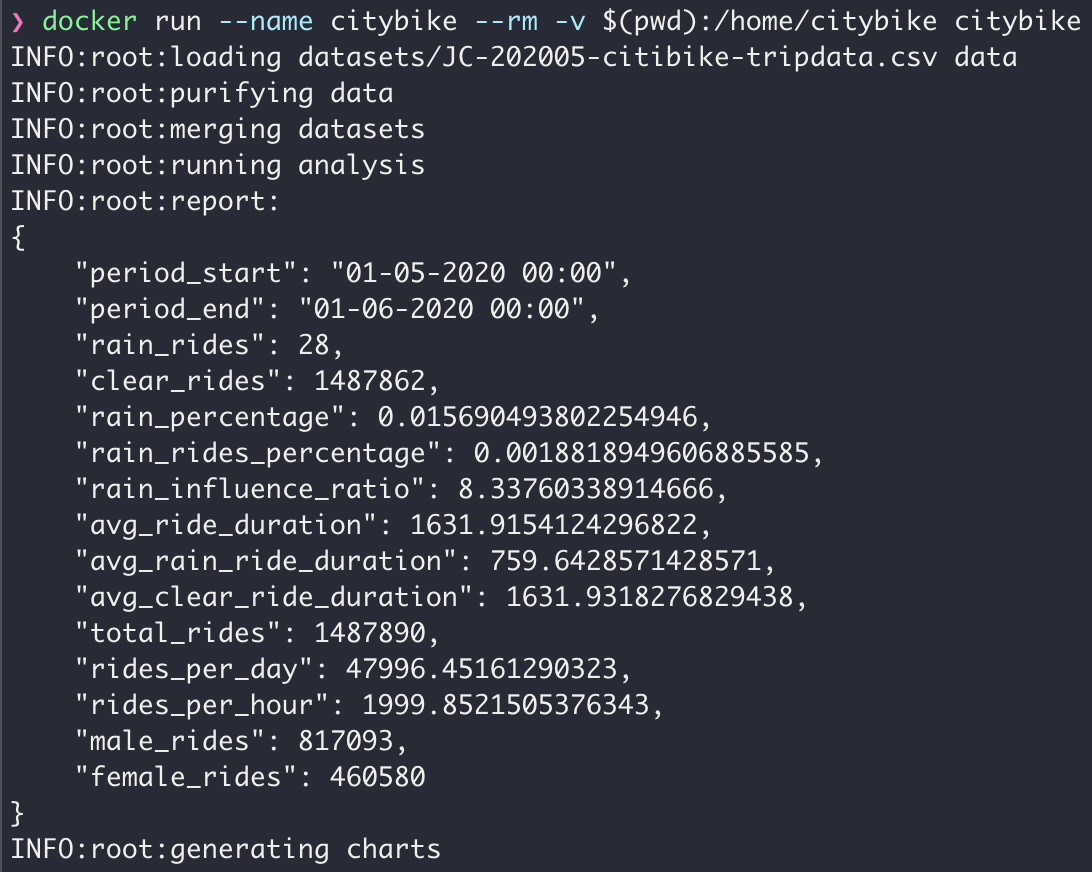 ❯ docker run --name citybike --rm -v $(pwd):/home/citybike citybike
INFO:root:loading datasets/JC-202005-citibike-tripdata.csv data
INFO:root:purifying data
INFO:root:merging datasets
INFO:root:running analysis
INFO:root:report:
{
    "period_start": "01-05-2020 00:00",
    "period_end": "01-06-2020 00:00",
    "rain_rides": 28,
    "clear_rides": 1487862,
    "rain_percentage": 0.015690493802254946,
    "rain_rides_percentage": 0.0018818949606885585,
    "rain_influence_ratio": 8.33760338914666,
    "avg_ride_duration": 1631.9154124296822,
    "avg_rain_ride_duration": 759.6428571428571,
    "avg_clear_ride_duration": 1631.9318276829438,
    "total_rides": 1487890,
    "rides_per_day": 47996.45161290323,
    "rides_per_hour": 1999.8521505376343,
    "male_rides": 817093,
    "female_rides": 460580
}
INFO:root:generating charts